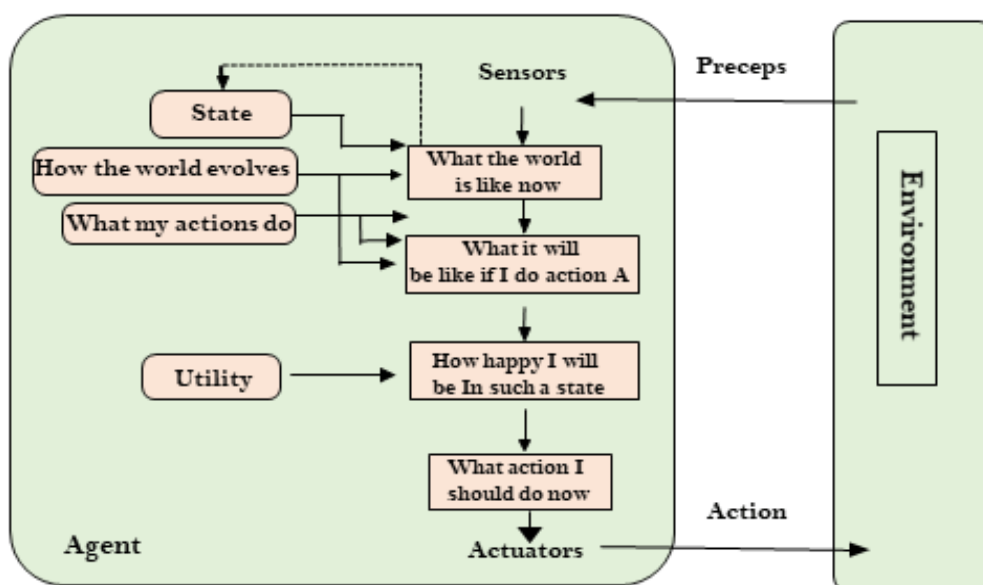 Sensors
Preceps
State
What the world
is like now
How the world evolves
What my actions do
What it will
be like if I do action A
Environment
How happy I will
be In such a state
Utility
What action I
should do now
Action
Agent
Actuators